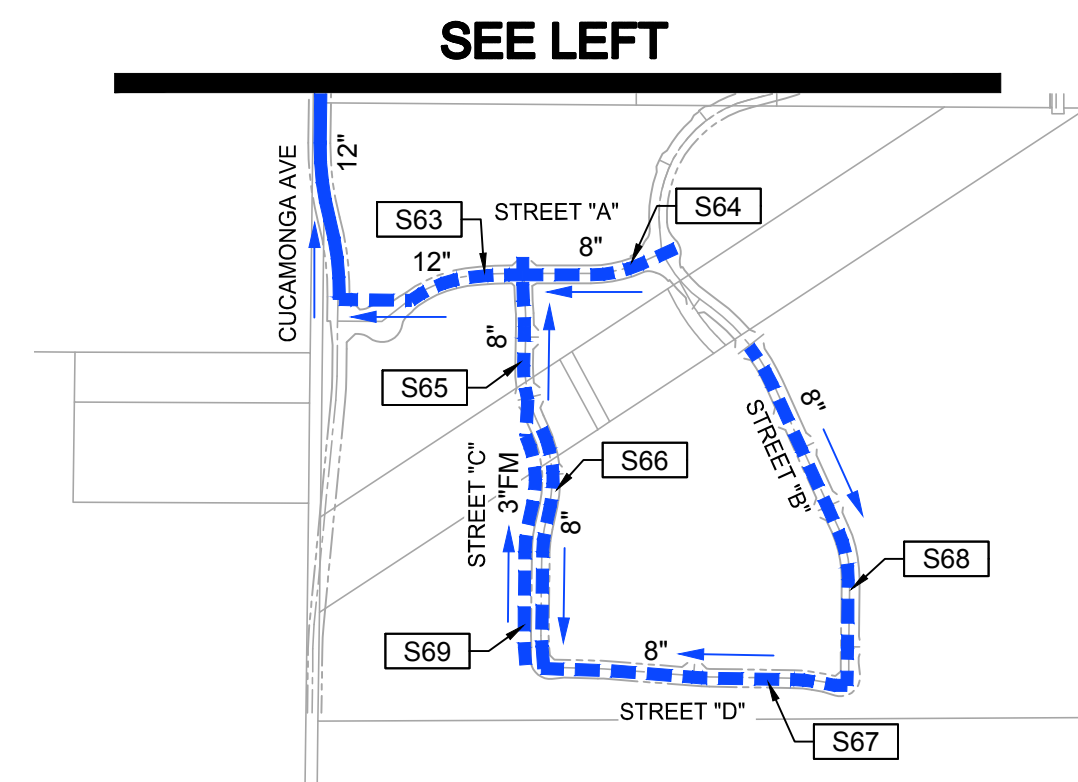 SEE LEFT
CUCAMONGA AVE
12"
S63
STREET "A"
S64
12"
8"
8"
S65
8"
STREET "B"
STREET "C"
3"FM
S66
8"
S68
S69
8"
STREET "D"
S67